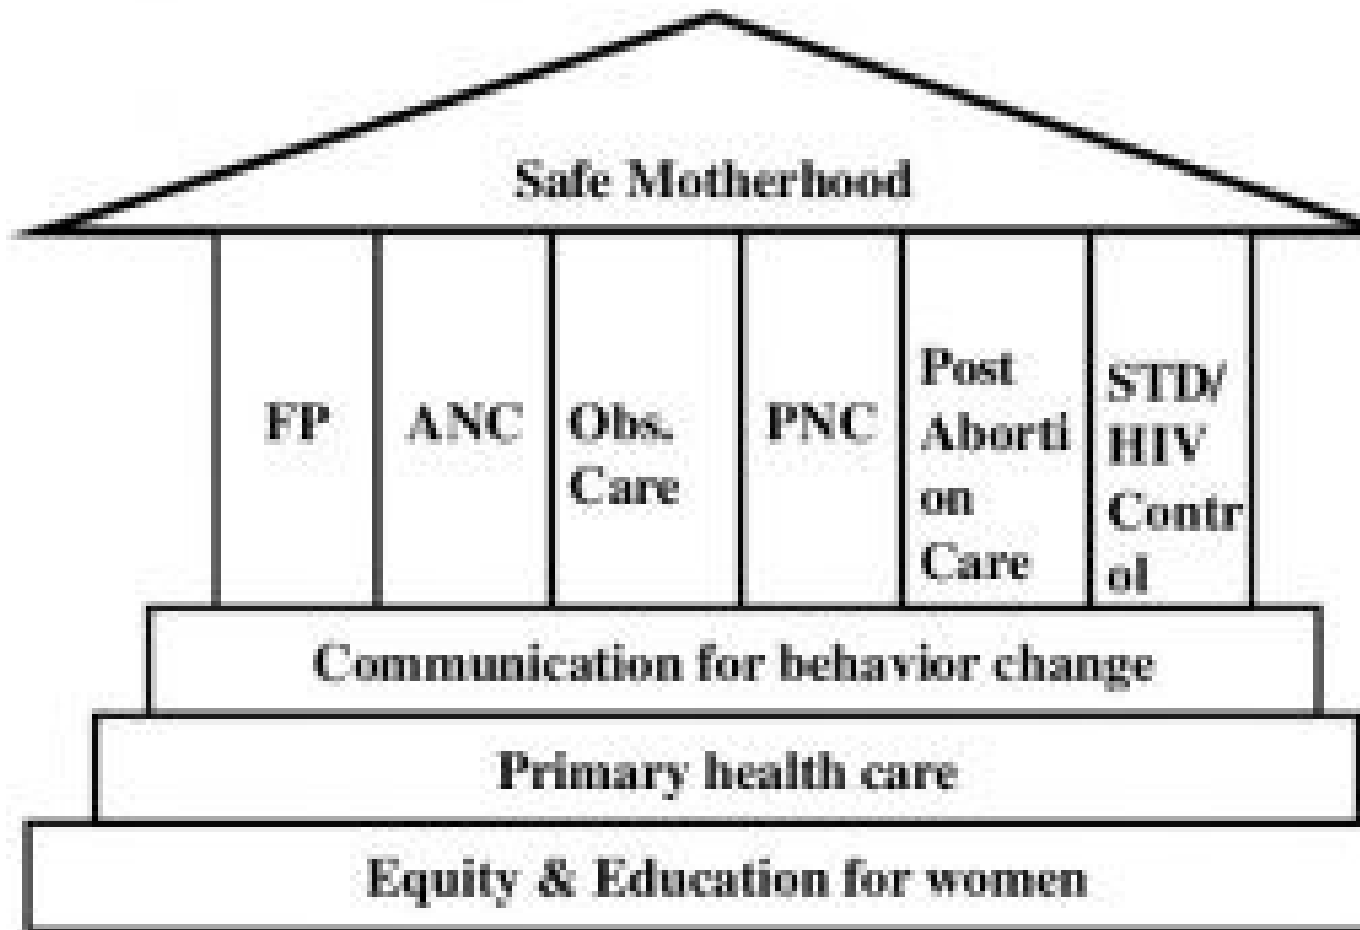 Safe Motherhood
FP
ANC
Obs.
Care
PNC
Post
Aborti
on
Care
STD/
HIV
Contr
ol
Communication for behavior change
Primary health care
Equity & Education for women